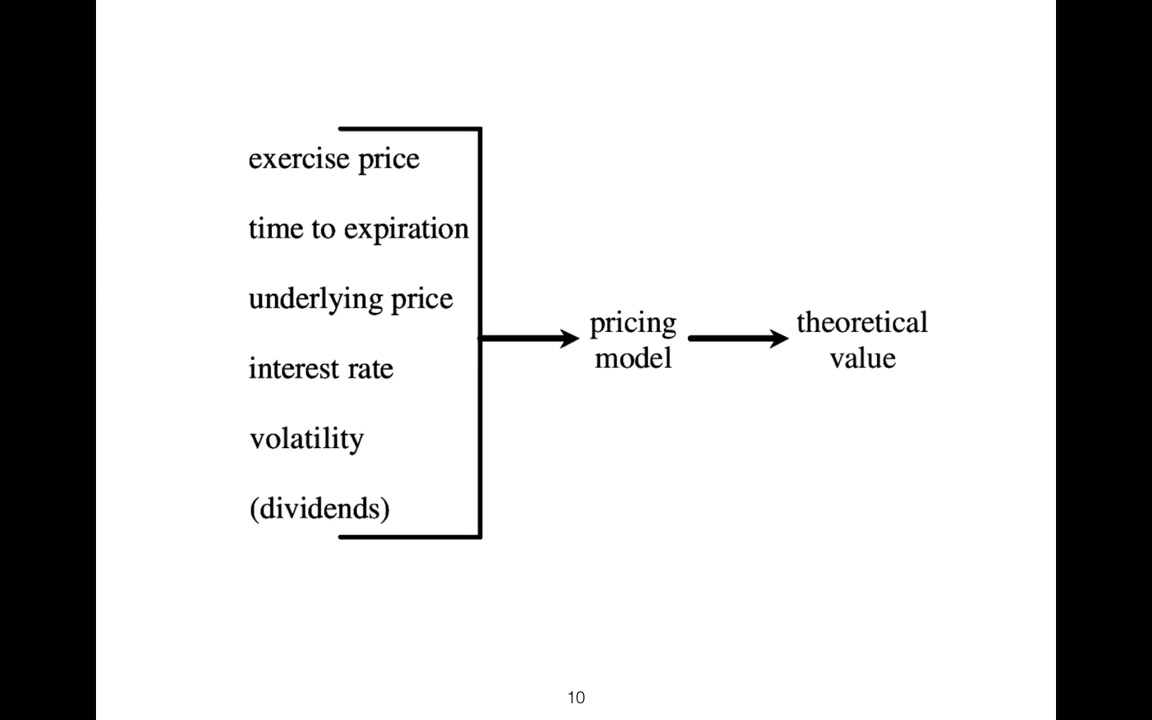 exercise price
time to expiration
underlying price
interest rate
volatility
(dividends)
pricing
model
theoretical
value
10